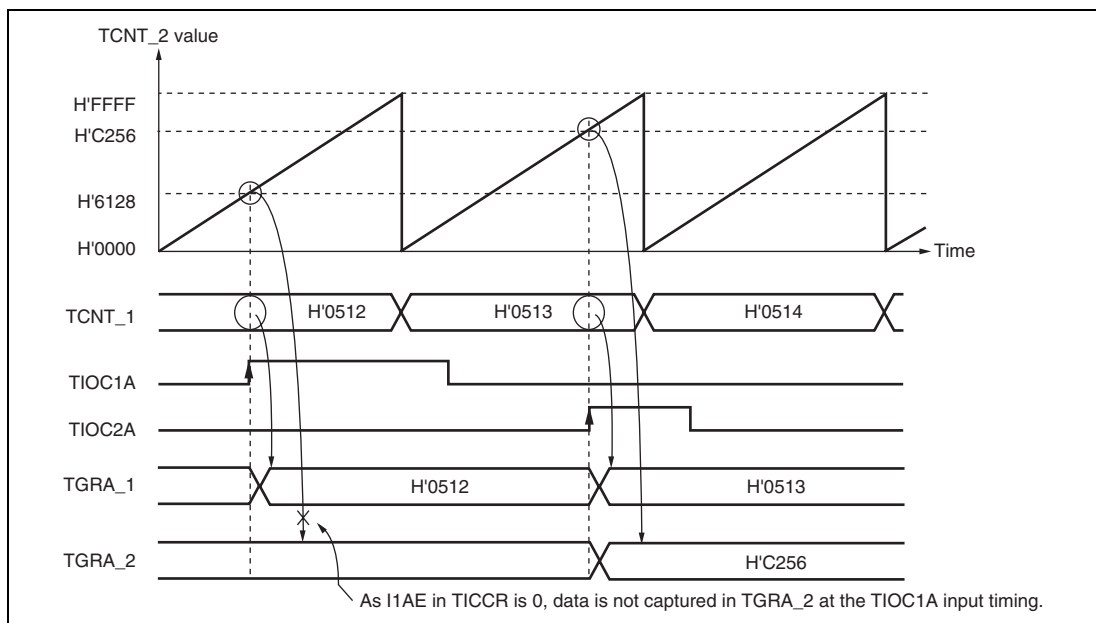 TCNT_2 value
H'FFFF
H'C256
H'6128
H'0000
Time
TCNT_1
H'0512
H'0513
H'0514
TIOC1A
TIOC2A
TGRA_1
H'0512
H'0513
TGRA_2
H'C256
As I1AE in TICCR is 0, data is not captured in TGRA_2 at the TIOC1A input timing.